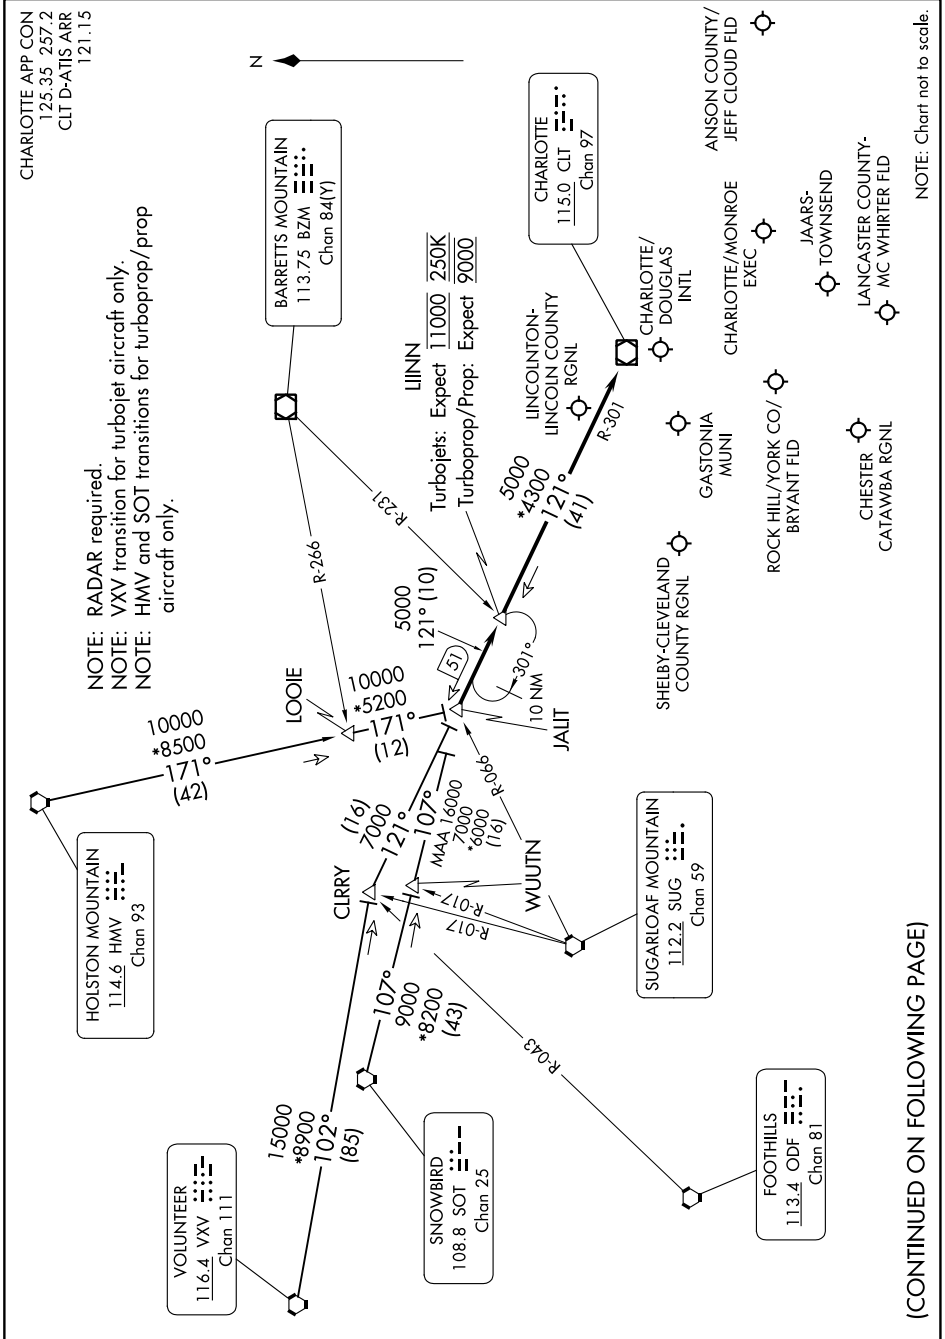 CHARLOTTE APP CON
125.35 257.2
CLT D-ATIS ARR
121.15
NOTE: RADAR required.
NOTE: VXV transition for turbojet aircraft only.
NOTE: HMV and SOT transitions for turboprop/prop
aircraft only.
N
BARRETTS MOUNTAIN
113.75 BZM
Chan 84(Y)
CHARLOTTE
115.0 CLT
Chan 97
HOLSTON MOUNTAIN
114.6 HMV
Chan 93
10000
*8500
171°
(42)
LOOIE
R-266
R-231
10000
*5200
171°
(12)
LIINN
Turbojets: Expect 11000 250K
Turboprop/Prop: Expect 9000
5000
121° (10)
51
301°
10 NM
JALIT
5000
*4300
121°
(41)
R-301
VOLUNTEER
116.4 VXV
Chan 111
15000
*8900
102°
(85)
CLRRY
(16)
7000
121°
SNOWBIRD
108.8 SOT
Chan 25
107°
9000
*8200
(43)
107°
MAA 16000
7000
*6000
(16)
WUUTN
R-066
R-017
R-017
R-043
SUGARLOAF MOUNTAIN
112.2 SUG
Chan 59
FOOTHILLS
113.4 ODF
Chan 81
LINCOLNTON-
LINCOLN COUNTY
RGNL
CHARLOTTE/
DOUGLAS
INTL
SHELBY-CLEVELAND
COUNTY RGNL
GASTONIA
MUNI
CHARLOTTE/MONROE
EXEC
ANSON COUNTY/
JEFF CLOUD FLD
ROCK HILL/YORK CO/
BRYANT FLD
JAARS-
TOWNSEND
CHESTER
CATAWBA RGNL
LANCASTER COUNTY-
MC WHIRTER FLD
NOTE: Chart not to scale.
(CONTINUED ON FOLLOWING PAGE)